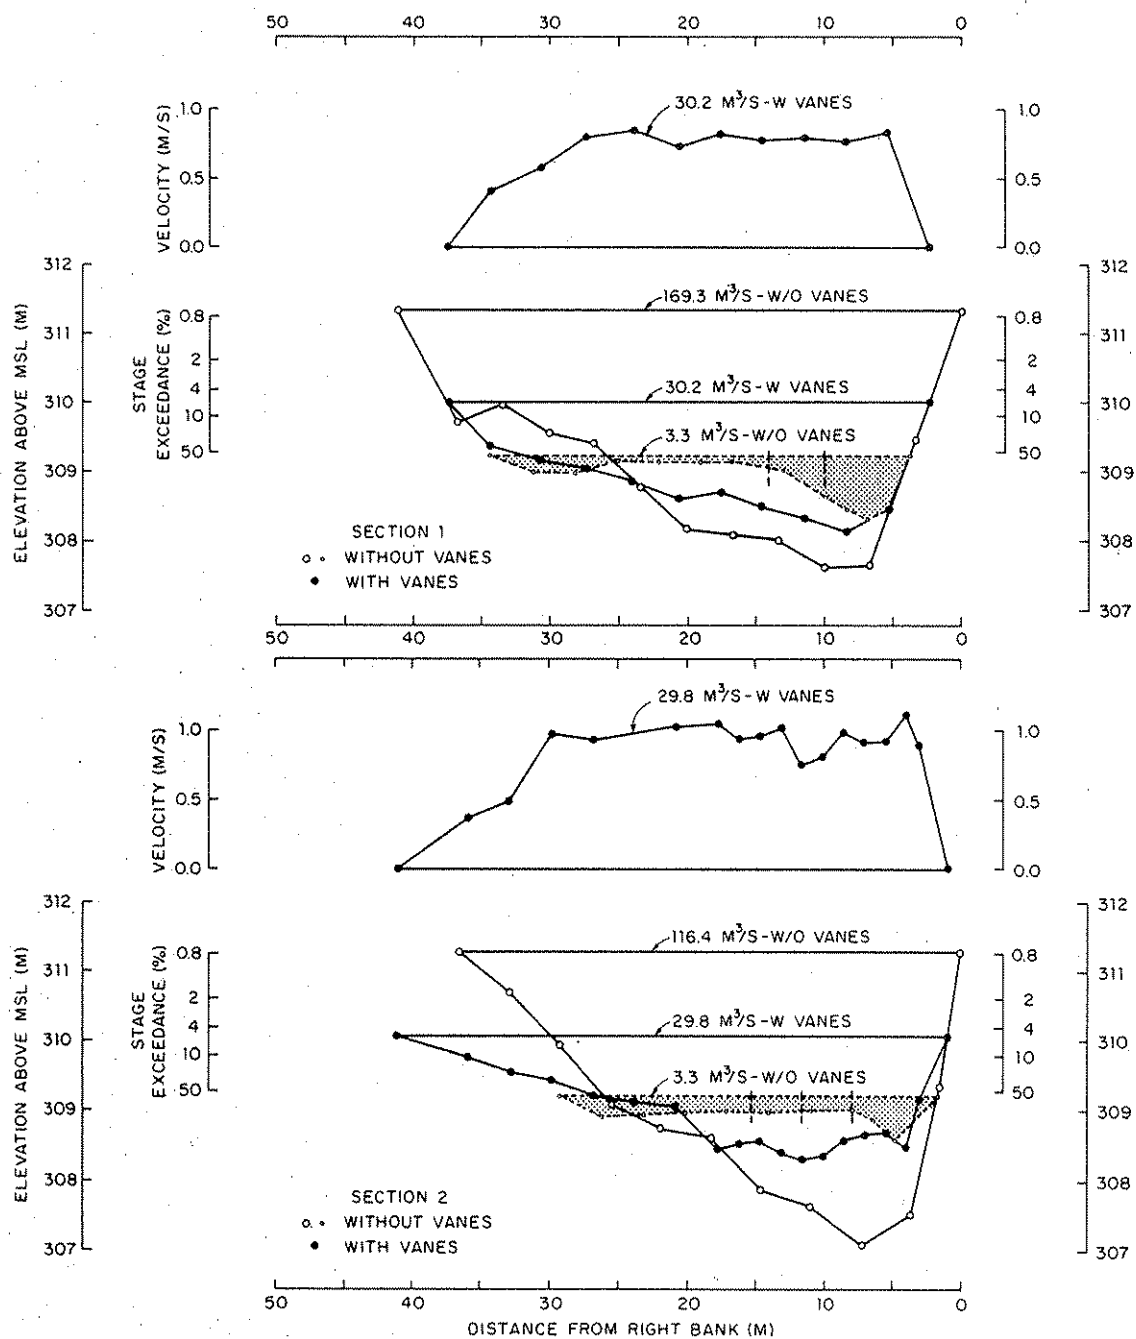 50 40 30 20 10 0
30.2 M³/S-W VANES
VELOCITY (M/S)
1.0
0.5
0.0
1.0
0.5
0.0
169.3 M³/S-W/O VANES
30.2 M³/S-W VANES
3.3 M³/S-W/O VANES
ELEVATION ABOVE MSL (M)
312
311
310
309
308
307
STAGE
EXCEEDANCE (%)
0.8
2
4
10
50
0.8
2
4
10
50
312
311
310
309
308
307
SECTION 1
WITHOUT VANES
WITH VANES
50 40 30 20 10 0
29.8 M³/S-W VANES
VELOCITY (M/S)
1.0
0.5
0.0
1.0
0.5
0.0
116.4 M³/S-W/O VANES
29.8 M³/S-W VANES
3.3 M³/S-W/O VANES
ELEVATION ABOVE MSL (M)
312
311
310
309
308
307
STAGE
EXCEEDANCE (%)
0.8
2
4
10
50
0.8
2
4
10
50
312
311
310
309
308
307
SECTION 2
WITHOUT VANES
WITH VANES
50 40 30 20 10 0
DISTANCE FROM RIGHT BANK (M)